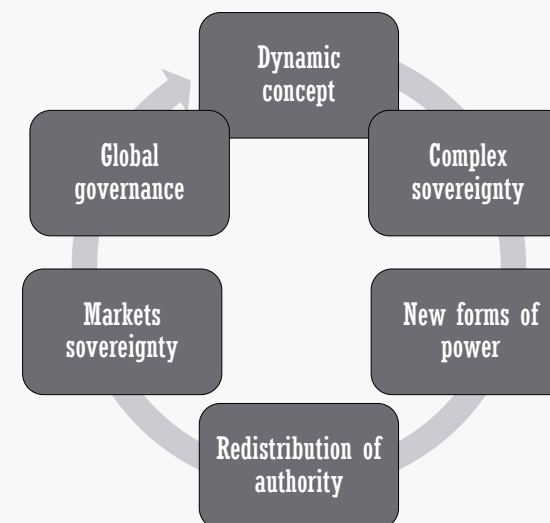 Dynamic
concept
Complex
sovereignty
New forms of
power
Redistribution of
authority
Markets
sovereignty
Global
governance